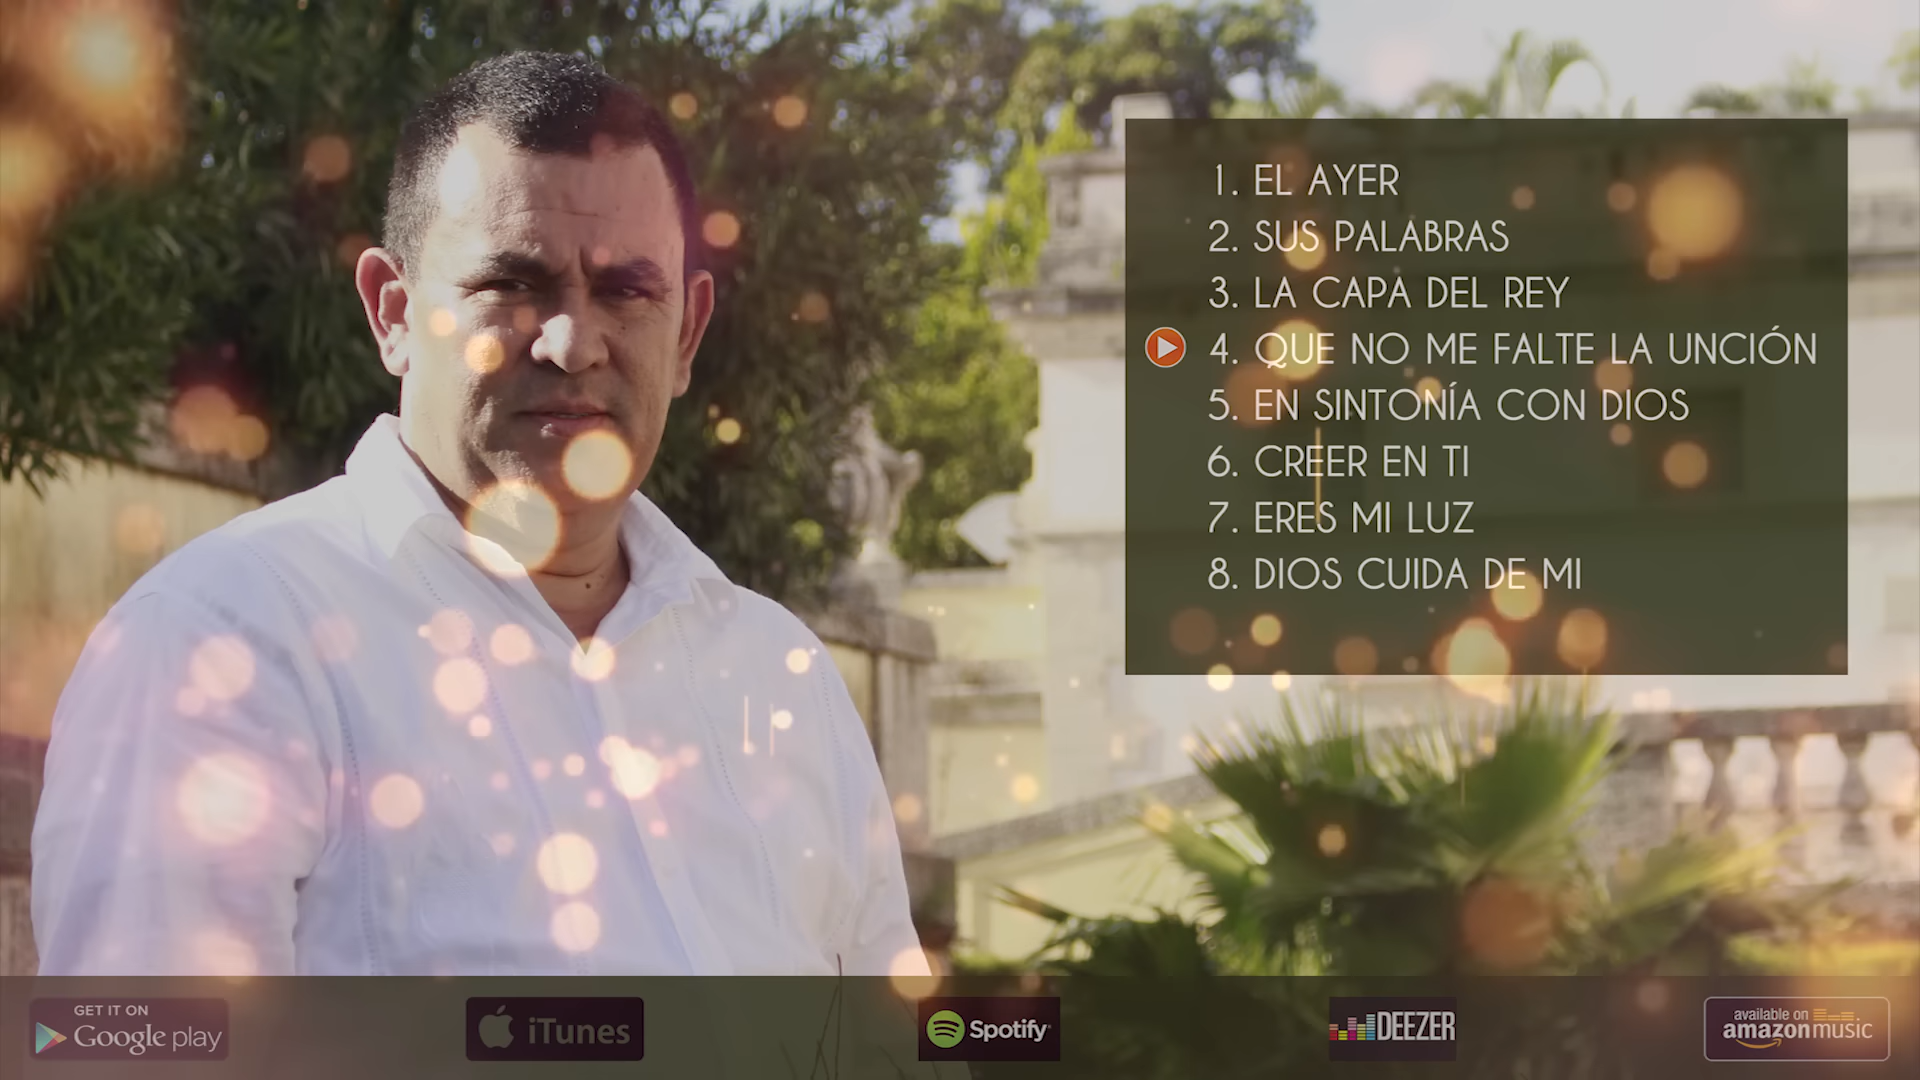 1. EL AYER
2. SUS PALABRAS
3. LA CAPA DEL REY
4. QUE NO ME FALTE LA UNCIÓN
5. EN SINTONÍA CON DIOS
6. CREER EN TI
7. ERES MI LUZ
8. DIOS CUIDA DE MI
GET IT ON
Google play
iTunes
Spotify
DEEZER
available on
amazonmusic